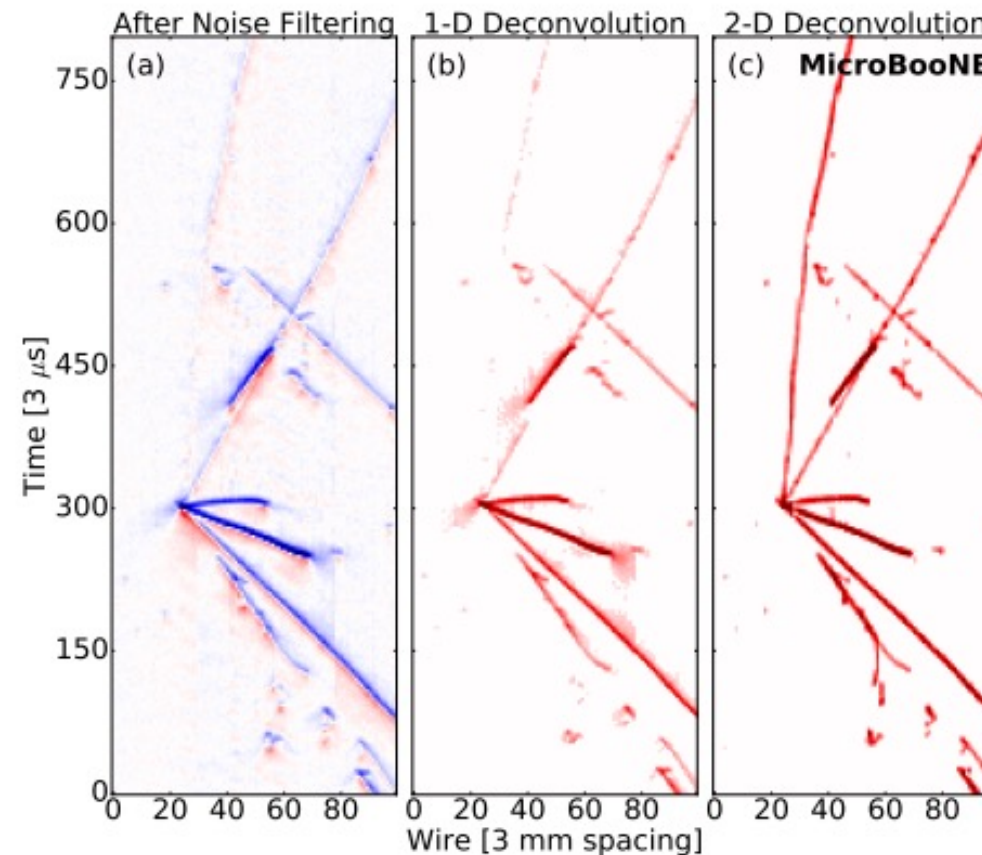 After Noise Filtering
1-D Deconvolution
2-D Deconvolution
(a)
(b)
(c)
MicroBooNE
Time [3 μs]
750
600
450
300
150
0
0 20 40 60 80
0 20 40 60 80
0 20 40 60 80
Wire [3 mm spacing]